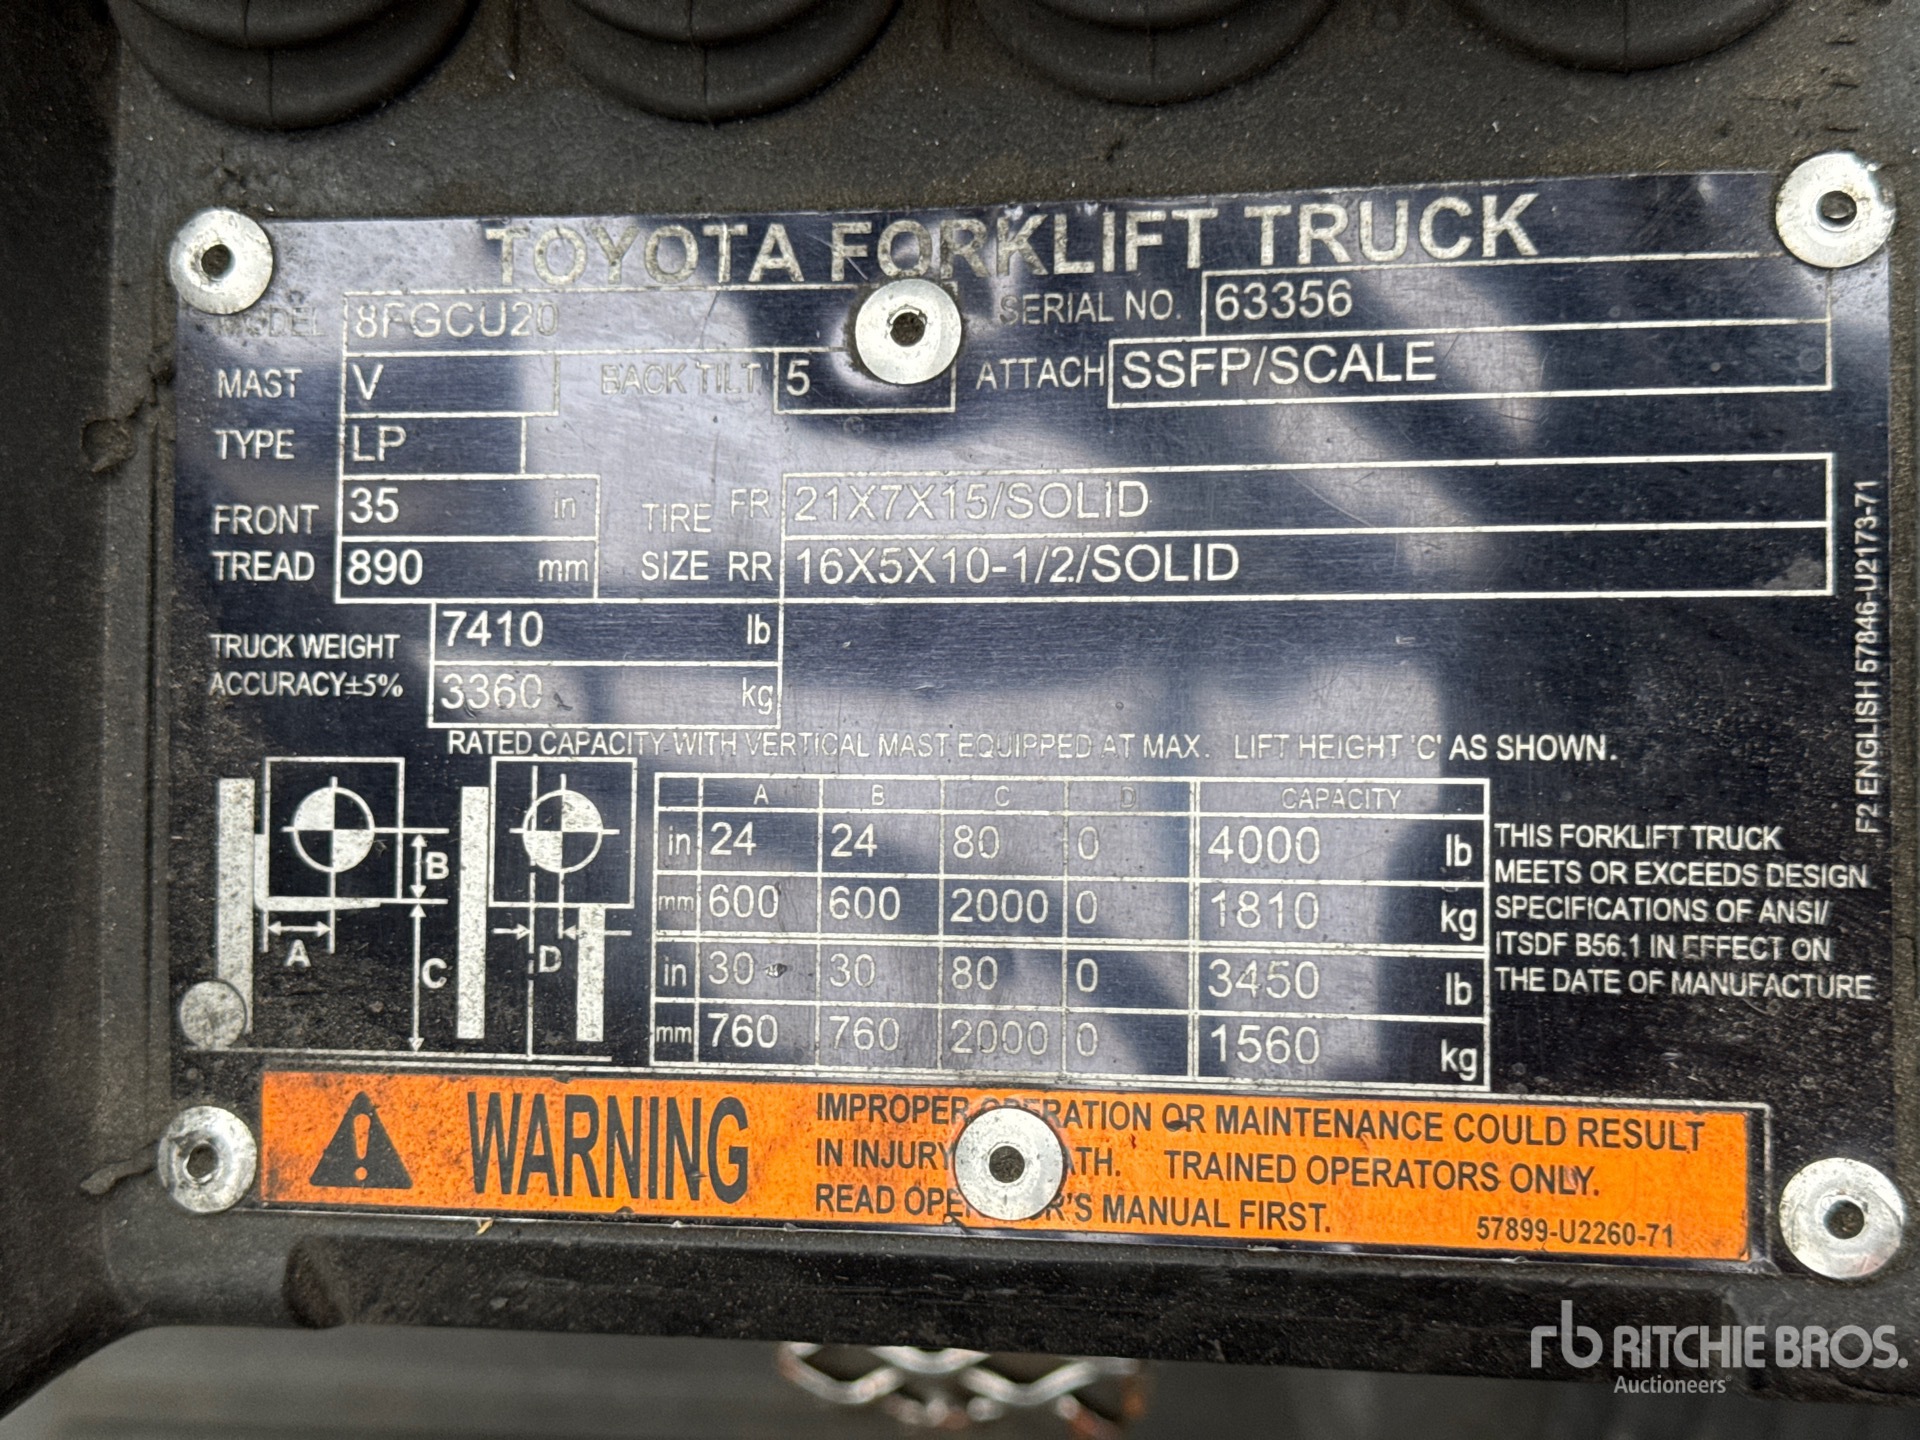 TOYOTA FORKLIFT TRUCK
MODEL 8FGCU20 SERIAL NO. 63356
MAST V BACK TILT 5 ATTACH SSFP/SCALE
TYPE LP
FRONT TREAD 35 in TIRE SIZE FR 21X7X15/SOLID
890 mm RR 16X5X10-1/2/SOLID
TRUCK WEIGHT 7410 lb
ACCURACY±5% 3360 kg
RATED CAPACITY WITH VERTICAL MAST EQUIPPED AT MAX. LIFT HEIGHT 'C' AS SHOWN.
A B C D CAPACITY
in 24 24 80 0 4000 lb
mm 600 600 2000 0 1810 kg
in 30 30 80 0 3450 lb
mm 760 760 2000 0 1560 kg
B
A
C
D
THIS FORKLIFT TRUCK
MEETS OR EXCEEDS DESIGN
SPECIFICATIONS OF ANSI/
ITSDF B56.1 IN EFFECT ON
THE DATE OF MANUFACTURE
F2 ENGLISH 57846-U2173-71
WARNING
IMPROPER OPERATION OR MAINTENANCE COULD RESULT
IN INJURY TRAINED OPERATORS ONLY.
READ OPERATOR'S MANUAL FIRST.
57899-U2260-71
rb RITCHIE BROS.
Auctioneers